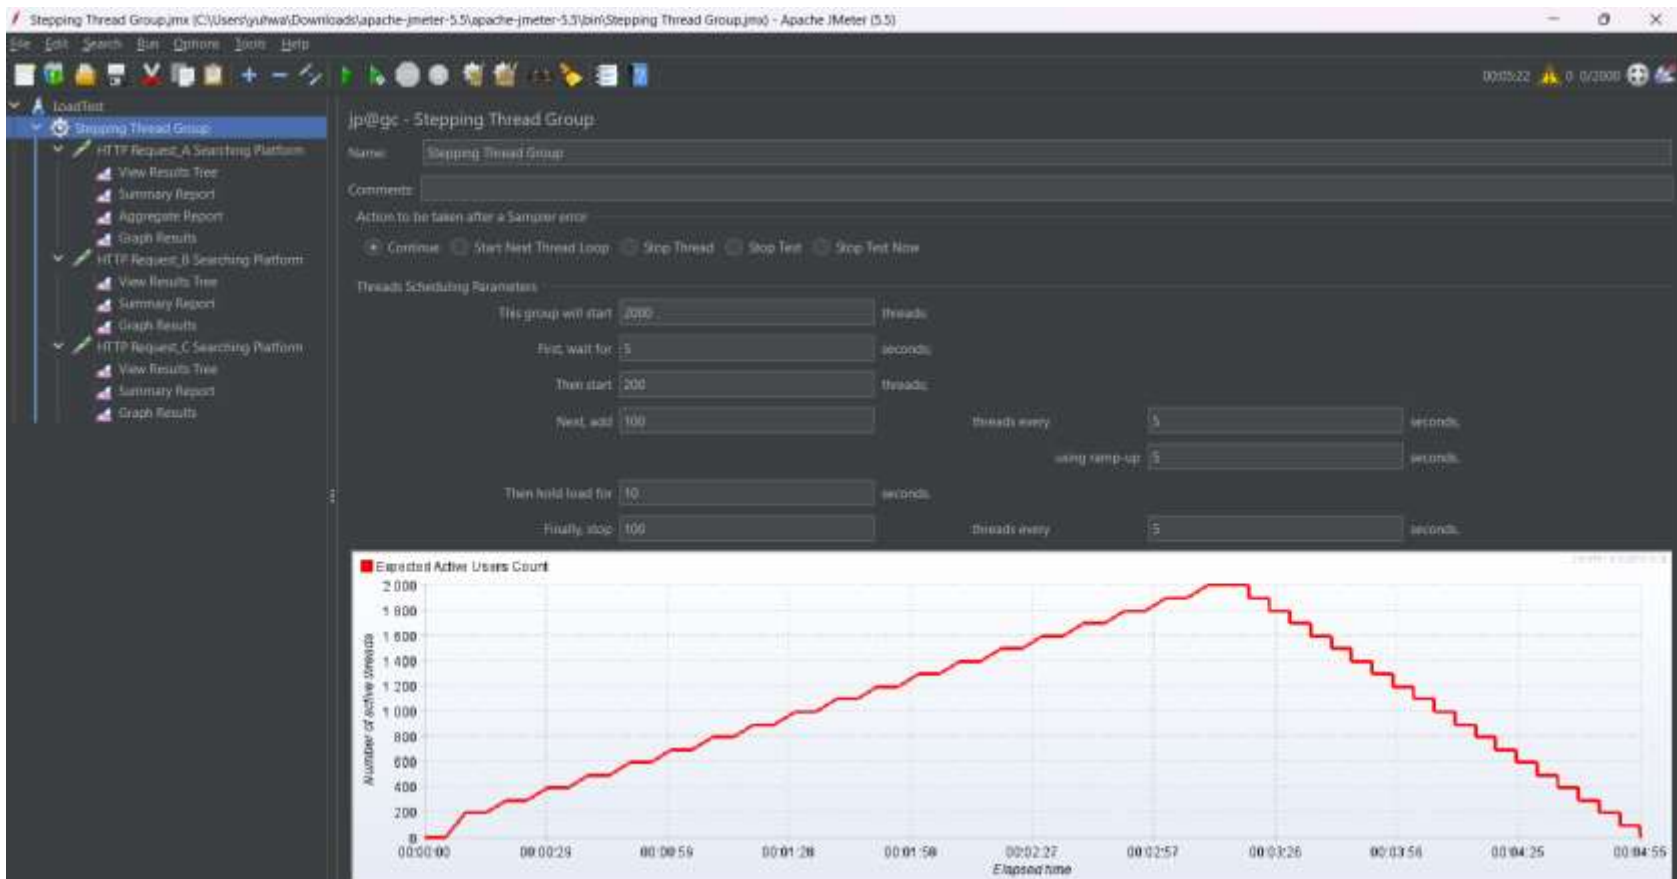 Stepping Thread Group.jmx (C:\Users\yuhwa\Downloads\apache-jmeter-5.5\apache-jmeter-5.5\bin\Stepping Thread Group.jmx) - Apache JMeter (5.5)
File Edit Search Run Options Tools Help
00:05:22 0 0/2000
LoadTest
Stepping Thread Group
HTTP Request_A Searching Platform
View Results Tree
Summary Report
Aggregate Report
Graph Results
HTTP Request_B Searching Platform
View Results Tree
Summary Report
Graph Results
HTTP Request_C Searching Platform
View Results Tree
Summary Report
Graph Results
jp@gc - Stepping Thread Group
Name: Stepping Thread Group
Comments:
Action to be taken after a Sampler error
Continue Start Next Thread Loop Stop Thread Stop Test Stop Test Now
Threads Scheduling Parameters
This group will start 2000 threads:
First, wait for 5 seconds;
Then start 200 threads;
Next, add 100 threads every 5 seconds,
using ramp-up 5 seconds.
Then hold load for 10 seconds.
Finally, stop 100 threads every 5 seconds.
Expected Active Users Count
2 000
1 800
1 600
1 400
1 200
1 000
800
600
400
200
0
Number of active threads
00:00:00 00:00:29 00:00:59 00:01:28 00:01:58 00:02:27 00:02:57 00:03:26 00:03:56 00:04:25 00:04:55
Elapsed time